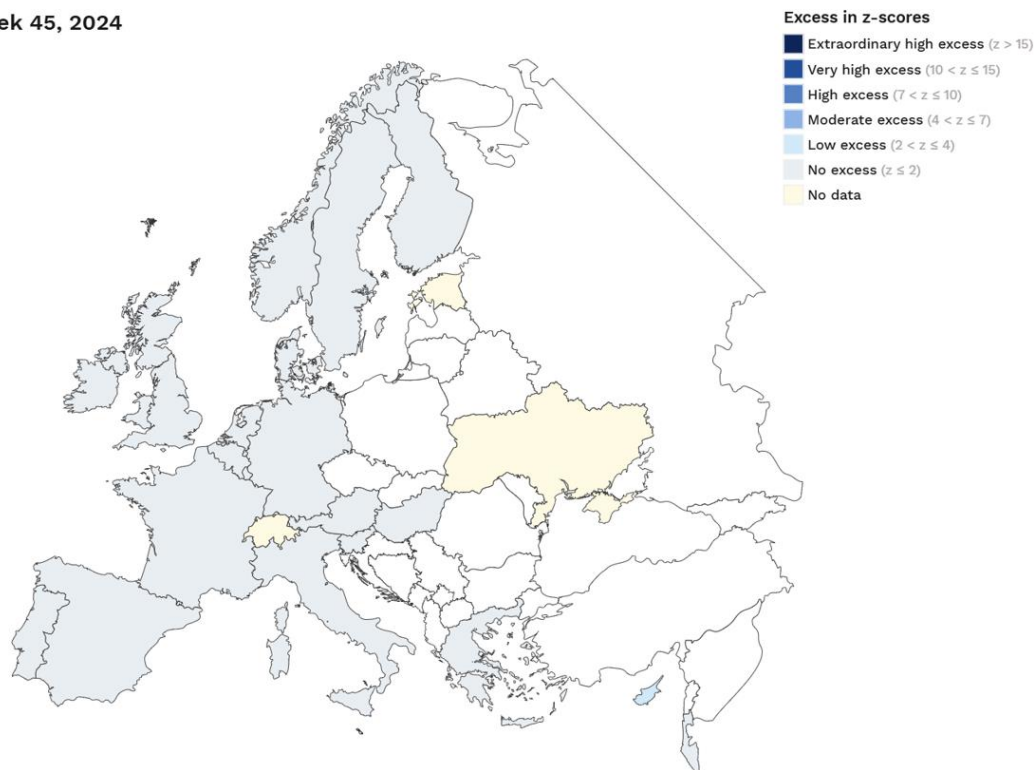 ek 45, 2024
Excess in z-scores
Extraordinary high excess (z > 15)
Very high excess (10 < z ≤ 15)
High excess (7 < z ≤ 10)
Moderate excess (4 < z ≤ 7)
Low excess (2 < z ≤ 4)
No excess (z ≤ 2)
No data